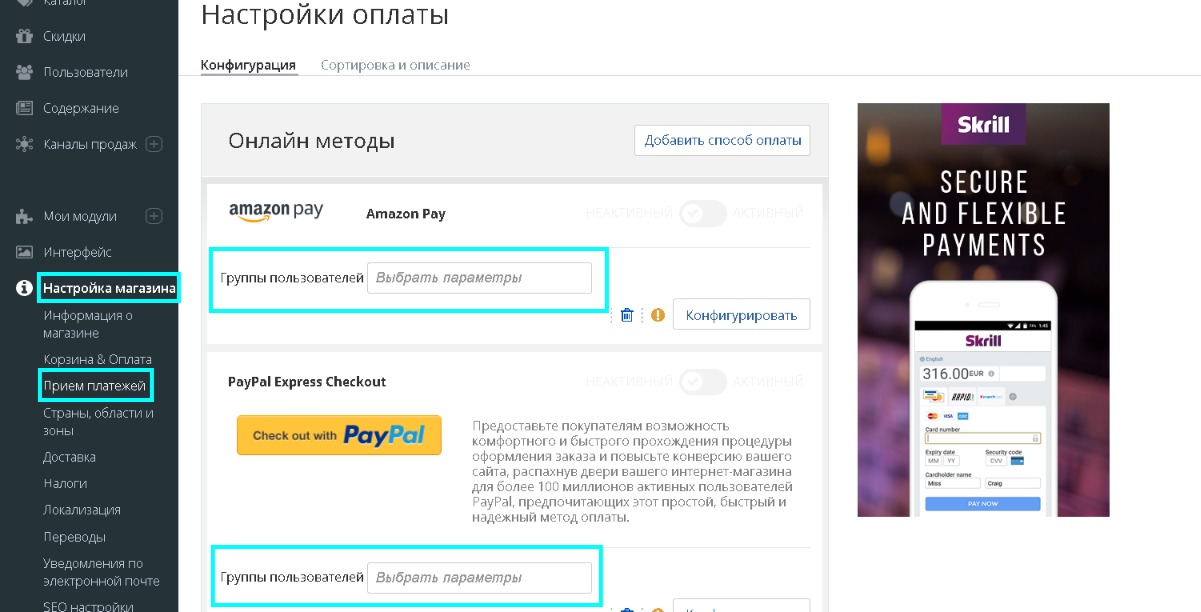 Каталог
Скидки
Пользователи
Содержание
Каналы продаж
Мои модули
Интерфейс
Настройка магазина
Информация о
магазине
Корзина & Оплата
Прием платежей
Страны, области и
зоны
Доставка
Налоги
Локализация
Переводы
Уведомления по
электронной почте
SEO настройки
Настройки оплаты
Конфигурация
Сортировка и описание
Онлайн методы
Добавить способ оплаты
amazon pay
Amazon Pay
НЕАКТИВНЫЙ
АКТИВНЫЙ
Группы пользователей
Выбрать параметры
Конфигурировать
PayPal Express Checkout
НЕАКТИВНЫЙ
АКТИВНЫЙ
Check out with PayPal
Предоставьте покупателям возможность
комфортного и быстрого прохождения процедуры
оформления заказа и повысьте конверсию вашего
сайта, распахнув двери вашего интернет-магазина
для более 100 миллионов активных пользователей
PayPal, предпочитающих этот простой, быстрый и
надежный метод оплаты.
Группы пользователей
Выбрать параметры
Конфигурировать
Skrill
SECURE
AND FLEXIBLE
PAYMENTS
1:45
Skrill
English
316.00 EUR
VISA
Card number
Expiry date
Security code
MM YY
CVV
Cardholder name
Miss
Craig
PAY NOW